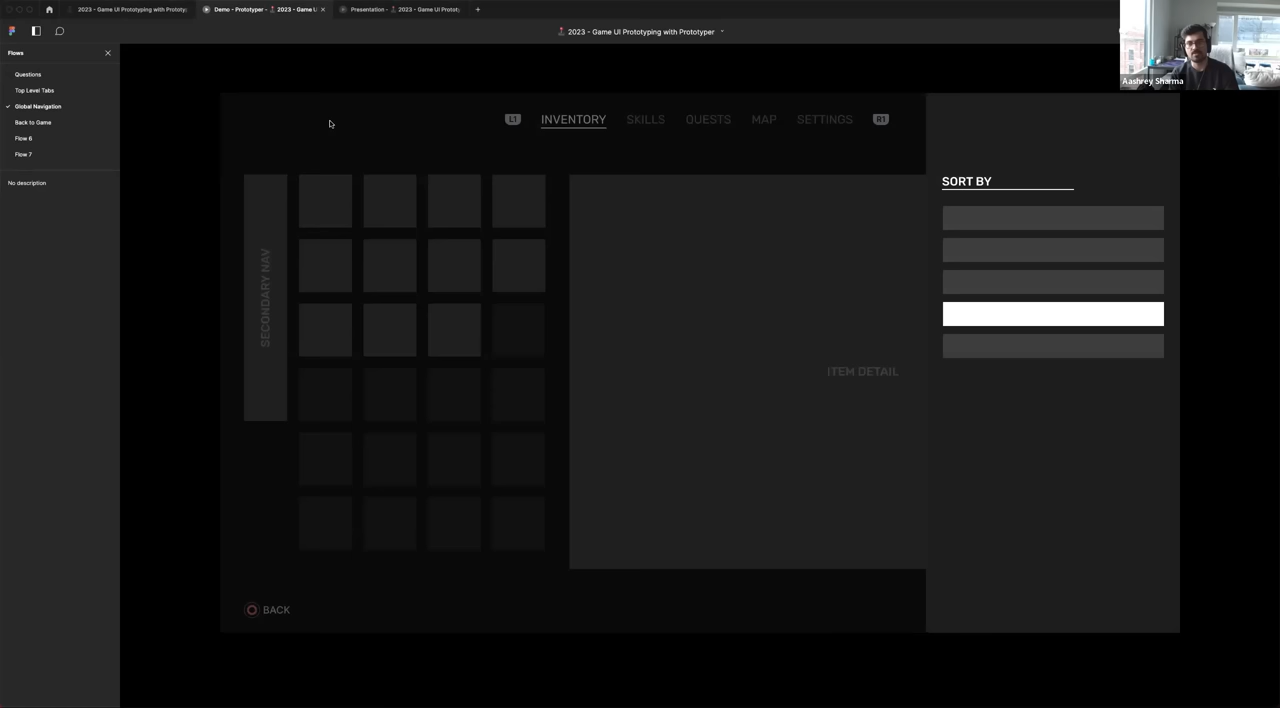 2023 - Game UI Prototyping with Prototy
Demo - Prototyper - 2023 - Game U
Presentation - 2023 - Game UI Protot
2023 - Game UI Prototyping with Prototyper
Aashrey Sharma
Flows
Questions
Top Level Tabs
Global Navigation
Back to Game
Flow 6
Flow 7
No description
L1
INVENTORY
SKILLS
QUESTS
MAP
SETTINGS
R1
SORT BY
SECONDARY NAV
ITEM DETAIL
BACK